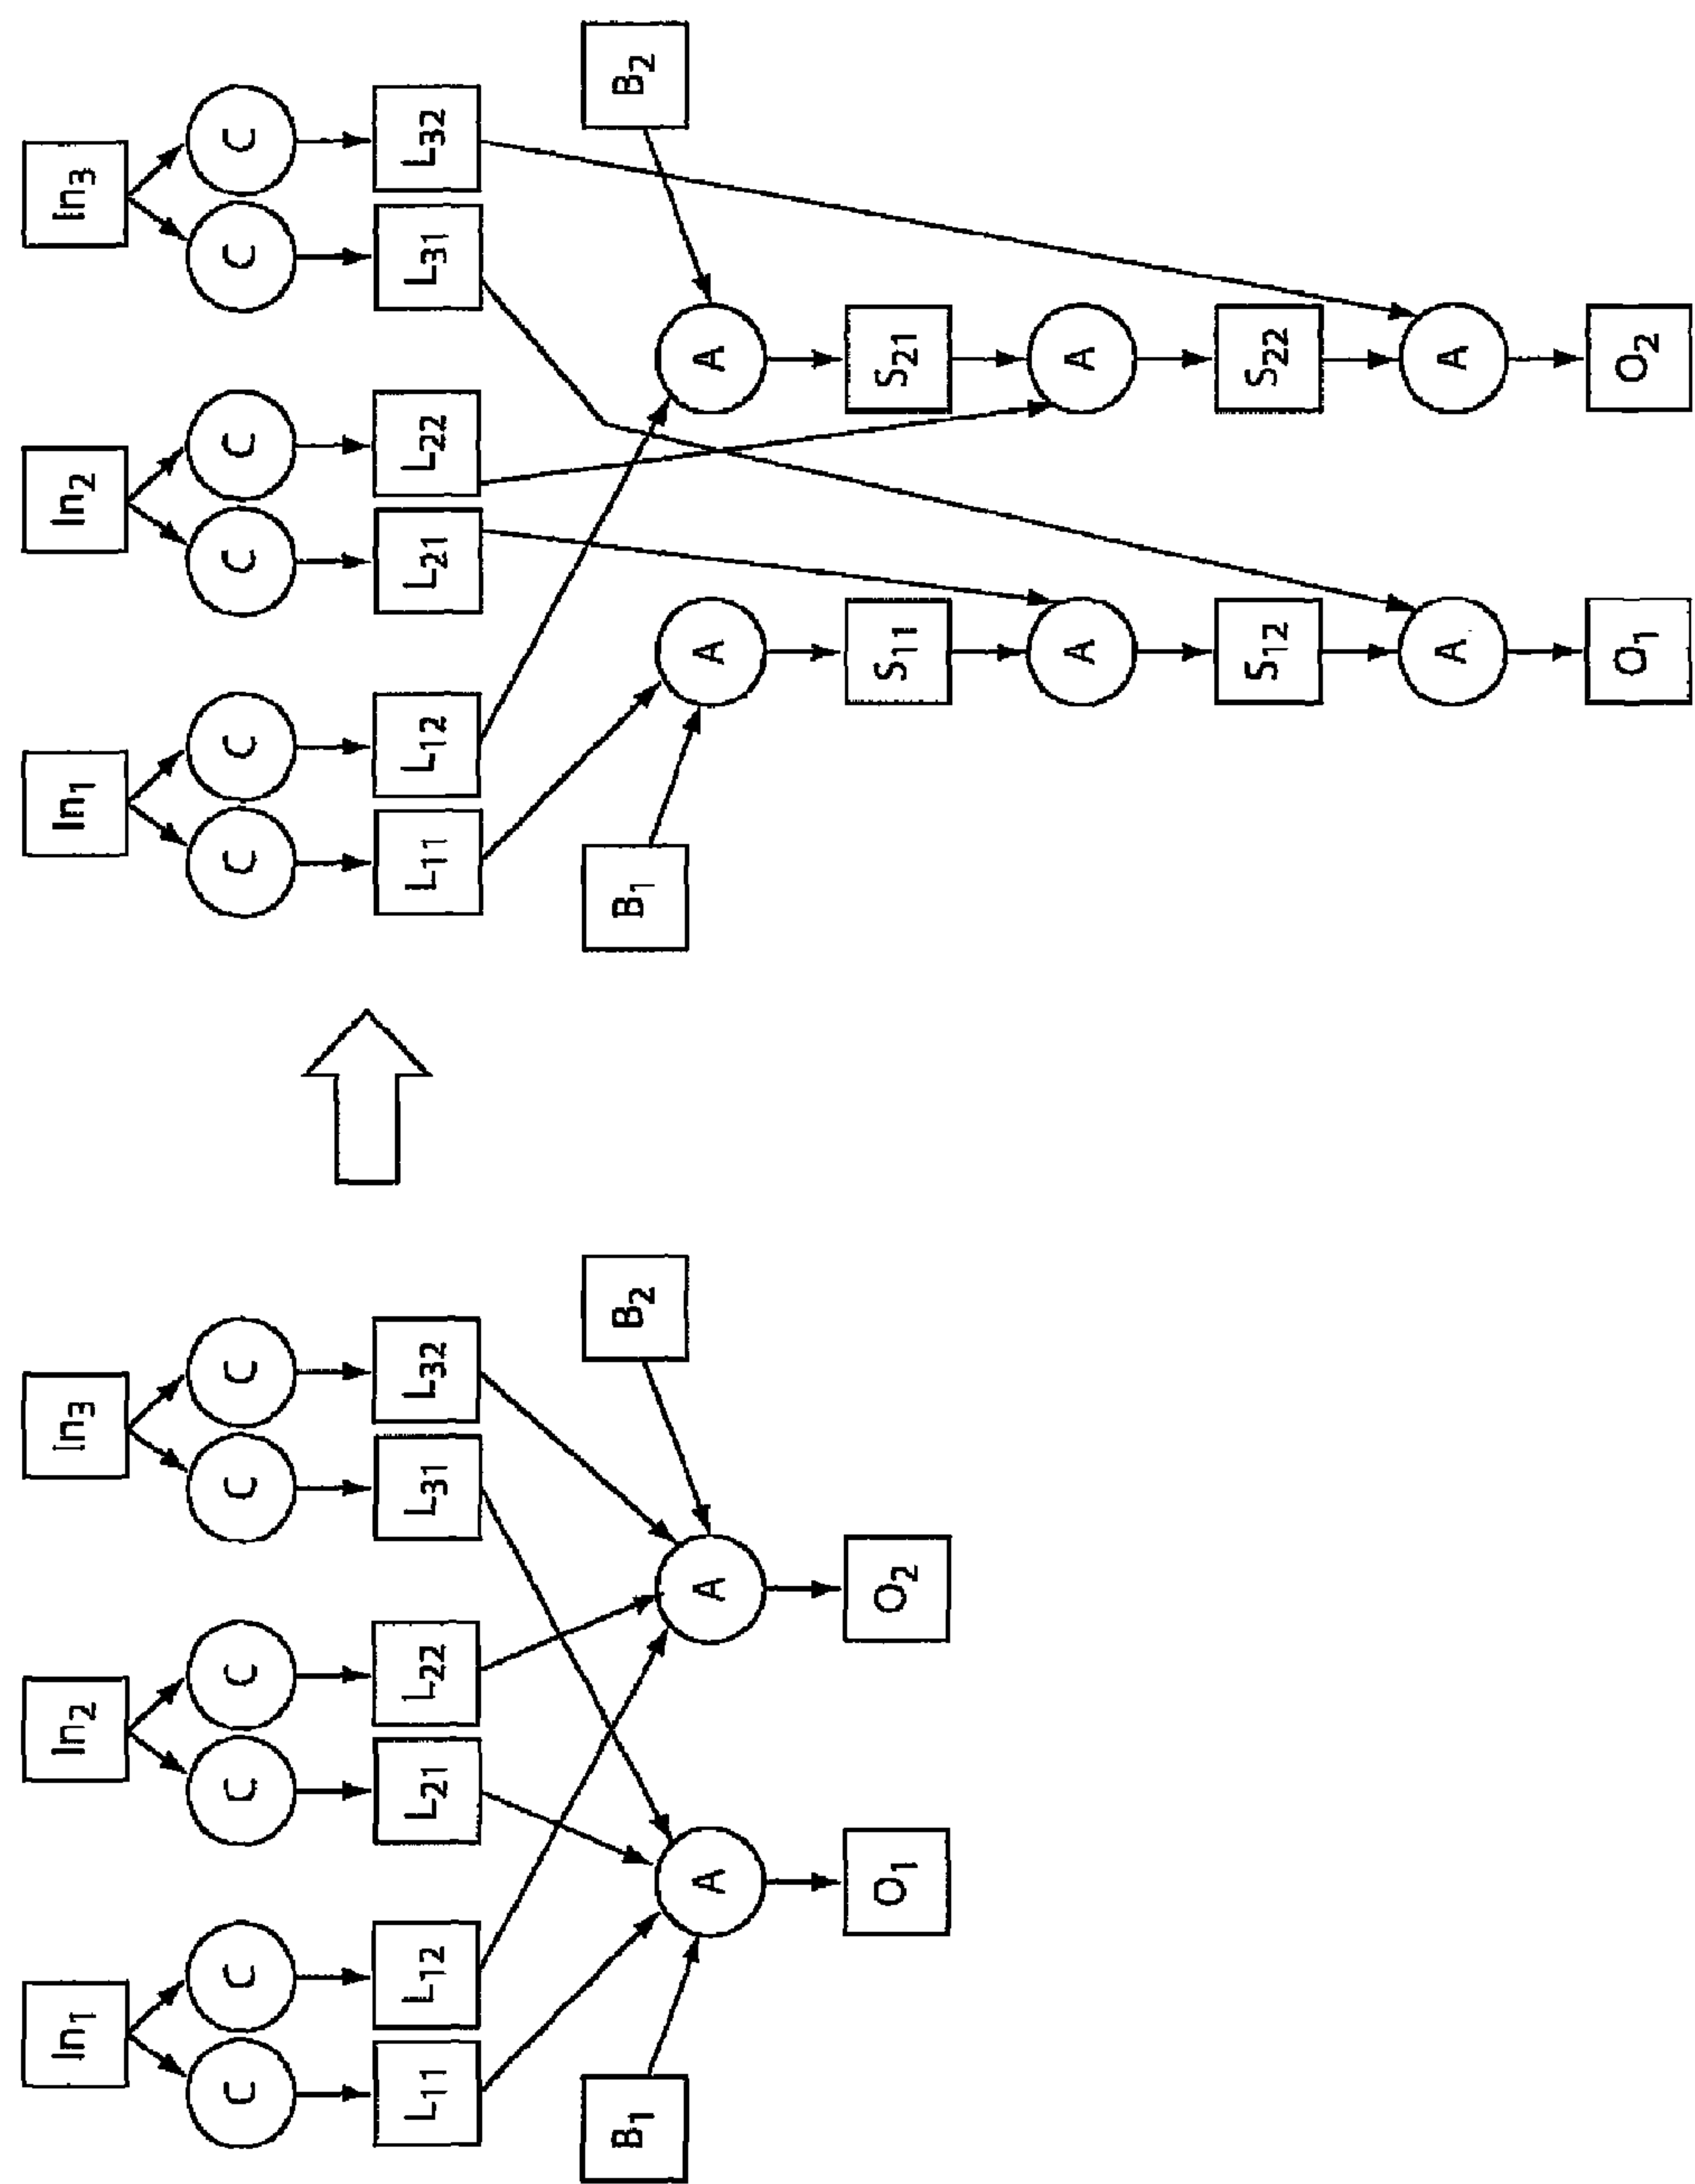 In1 In2 In3
C C C C C C
L11 L12 L21 L22 L31 L32
B1 B2
A A
O1 O2
In1 In2 In3
C C C C C C
L11 L12 L21 L22 L31 L32
B1 B2
A A
S11 S21
A A
S12 S22
A A
O1 O2